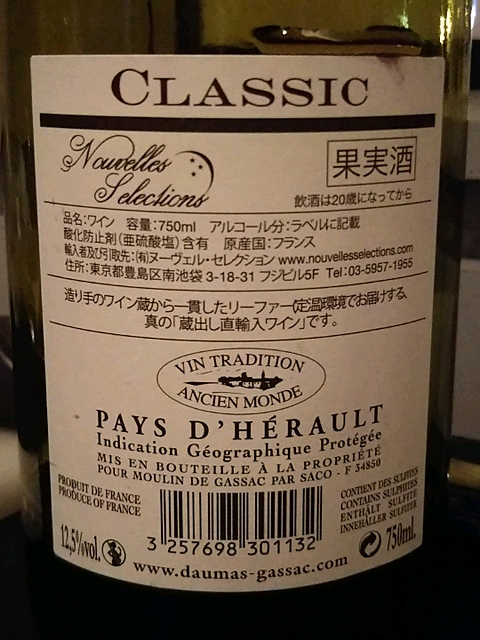 CLASSIC
Nouvelles
Selections
果実酒
飲酒は20歳になってから
品名:ワイン 容量:750ml アルコール分:ラベルに記載
酸化防止剤(亜硫酸塩)含有 原産国:フランス
輸入者及び引取先:(有)ヌーヴェル・セレクション www.nouvellesselections.com
住所:東京都豊島区南池袋 3-18-31 フジビル5F Tel:03-5957-1955
造り手のワイン蔵から一貫したリーファー(定温)環境でお届けする、
真の「蔵出し直輸入ワイン」です。
VIN TRADITION
ANCIEN MONDE
PAYS D'HÉRAULT
Indication Géographique Protégée
MIS EN BOUTEILLE À LA PROPRIÉTÉ
POUR MOULIN DE GASSAC PAR SACO - F 34850
PRODUIT DE FRANCE
PRODUCE OF FRANCE
CONTIENT DES SULFITES
CONTAINS SULPHITES
ENTHÄLT SULFITE
INNEHÅLLER SULFITER
12,5%vol.
3 257698 301132
750ml.
www.daumas-gassac.com